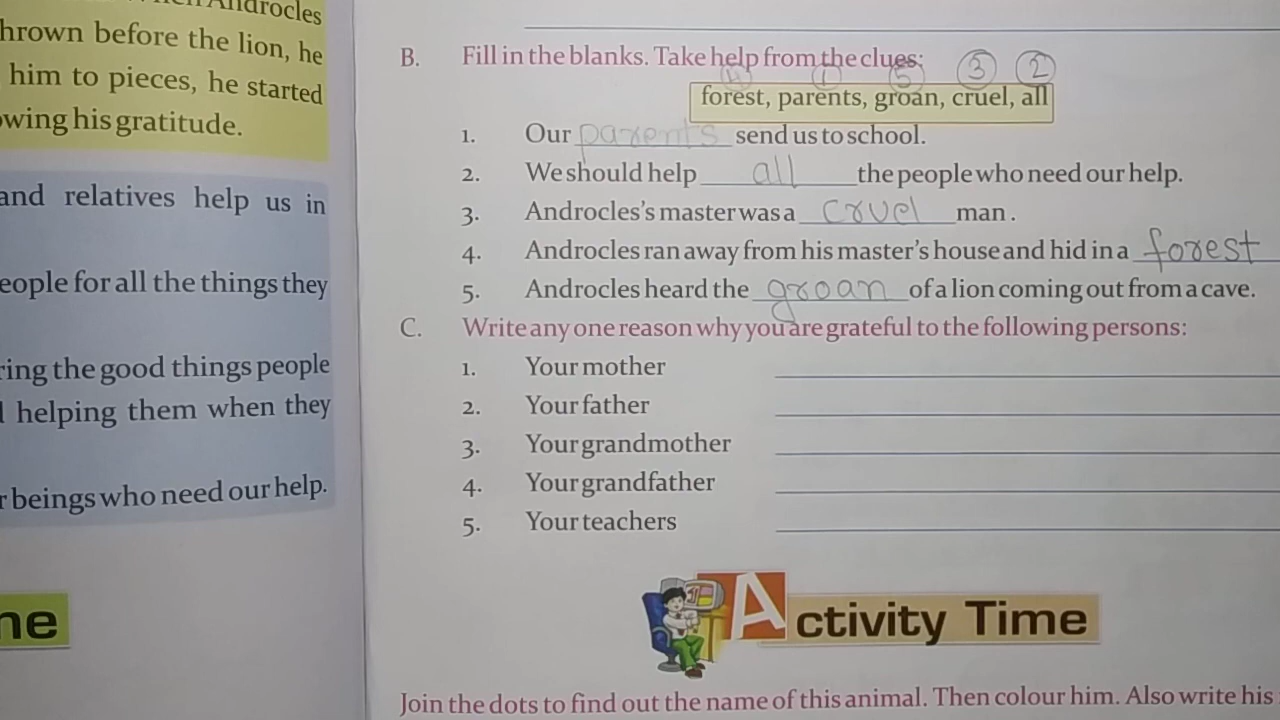 Androcles
hrown before the lion, he
him to pieces, he started
owing his gratitude.
and relatives help us in
eople for all the things they
ring the good things people
l helping them when they
r beings who need our help.
ne
B. Fill in the blanks. Take help from the clues:
4 1 5 3 2
forest, parents, groan, cruel, all
1. Our parents send us to school.
2. We should help all the people who need our help.
3. Androcles's master was a cruel man.
4. Androcles ran away from his master's house and hid in a forest
5. Androcles heard the groan of a lion coming out from a cave.
C. Write any one reason why you are grateful to the following persons:
1. Your mother
2. Your father
3. Your grandmother
4. Your grandfather
5. Your teachers
Activity Time
Join the dots to find out the name of this animal. Then colour him. Also write his